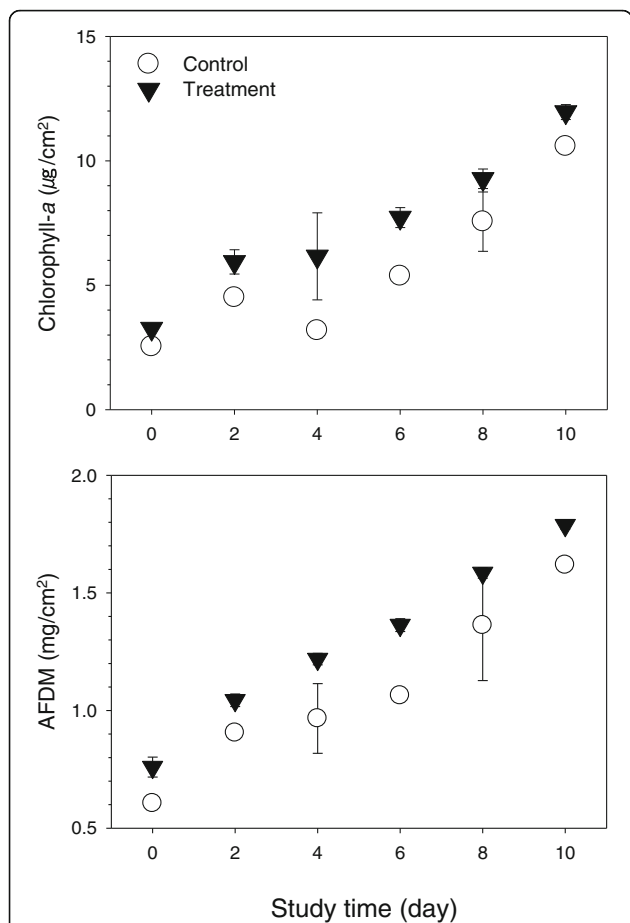 15
Control
Treatment
10
5
0
Chlorophyll-a (µg/cm²)
0 2 4 6 8 10
2.0
1.5
1.0
0.5
AFDM (mg/cm²)
0 2 4 6 8 10
Study time (day)